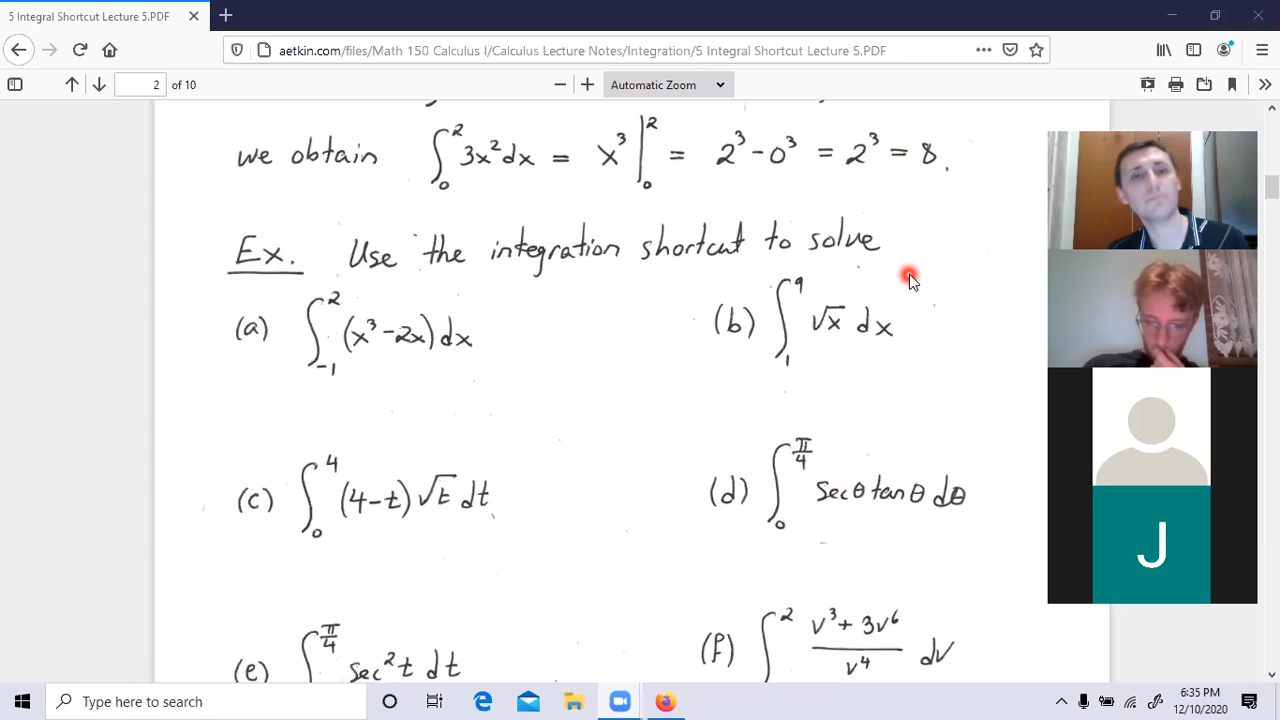 5 Integral Shortcut Lecture 5.PDF
aetkin.com/files/Math 150 Calculus I/Calculus Lecture Notes/Integration/5 Integral Shortcut Lecture 5.PDF
2 of 10 Automatic Zoom
we obtain ∫₀² 3x²dx = x³ |₀² = 2³ - 0³ = 2³ = 8.
Ex. Use the integration shortcut to solve
(a) ∫₋₁² (x³ - 2x) dx (b) ∫₁⁹ √x dx
(c) ∫₀⁴ (4 - t) √t dt (d) ∫₀^(π/4) secθ tanθ dθ
(e) ∫^(π/4) sec²t dt (f) ∫² (v³ + 3v⁶)/v⁴ dv
J
Type here to search
6:35 PM
12/10/2020